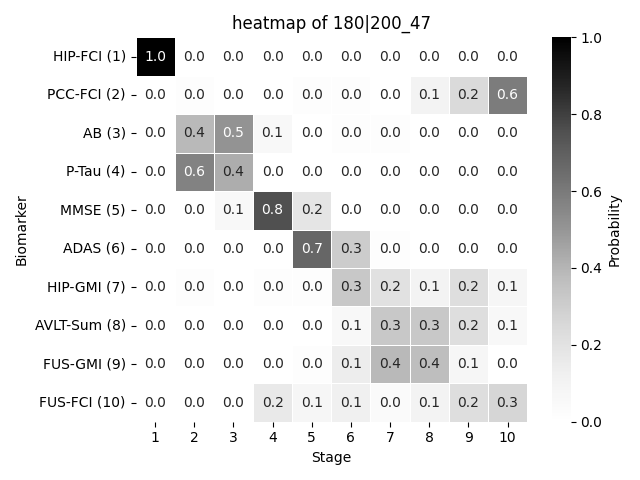 heatmap of 180|200_47
HIP-FCI (1) 1.0 0.0 0.0 0.0 0.0 0.0 0.0 0.0 0.0 0.0
PCC-FCI (2) 0.0 0.0 0.0 0.0 0.0 0.0 0.0 0.1 0.2 0.6
AB (3) 0.0 0.4 0.5 0.1 0.0 0.0 0.0 0.0 0.0 0.0
P-Tau (4) 0.0 0.6 0.4 0.0 0.0 0.0 0.0 0.0 0.0 0.0
MMSE (5) 0.0 0.0 0.1 0.8 0.2 0.0 0.0 0.0 0.0 0.0
ADAS (6) 0.0 0.0 0.0 0.0 0.7 0.3 0.0 0.0 0.0 0.0
HIP-GMI (7) 0.0 0.0 0.0 0.0 0.0 0.3 0.2 0.1 0.2 0.1
AVLT-Sum (8) 0.0 0.0 0.0 0.0 0.0 0.1 0.3 0.3 0.2 0.1
FUS-GMI (9) 0.0 0.0 0.0 0.0 0.0 0.1 0.4 0.4 0.1 0.0
FUS-FCI (10) 0.0 0.0 0.0 0.2 0.1 0.1 0.0 0.1 0.2 0.3
1 2 3 4 5 6 7 8 9 10
Stage
Biomarker
1.0
0.8
0.6
0.4
0.2
0.0
Probability